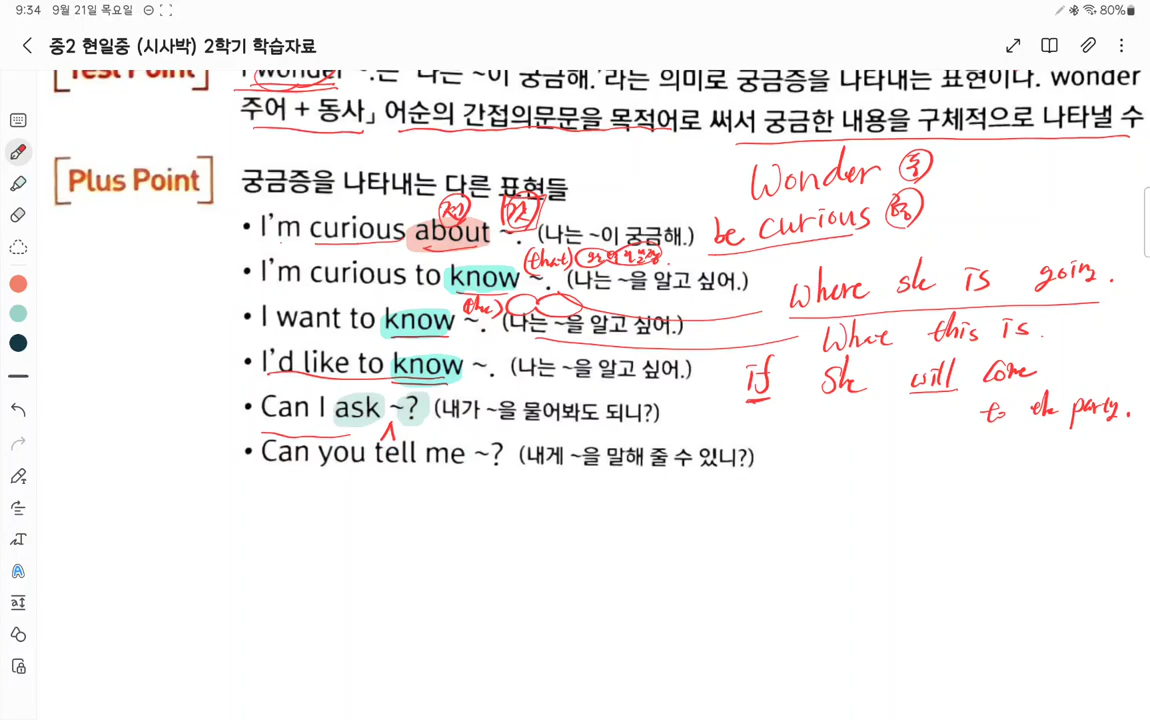 9:34 9월 21일 목요일 80%
중2 현일중 (시사박) 2학기 학습자료
[Test Point] I wonder ~.는 '나는 ~이 궁금해.'라는 의미로 궁금증을 나타내는 표현이다. wonder
주어 + 동사」 어순의 간접의문문을 목적어로 써서 궁금한 내용을 구체적으로 나타낼 수
Wonder 동
[Plus Point] 궁금증을 나타내는 다른 표현들
전
be curious 형
• I'm curious about ~. (나는 ~이 궁금해.)
(that)
• I'm curious to know ~. (나는 ~을 알고 싶어.)
where she is going.
• I want to know ~. (나는 ~을 알고 싶어.)
What this is.
• I'd like to know ~. (나는 ~을 알고 싶어.)
if she will come
to the party.
• Can I ask ~? (내가 ~을 물어봐도 되니?)
• Can you tell me ~? (내게 ~을 말해 줄 수 있니?)